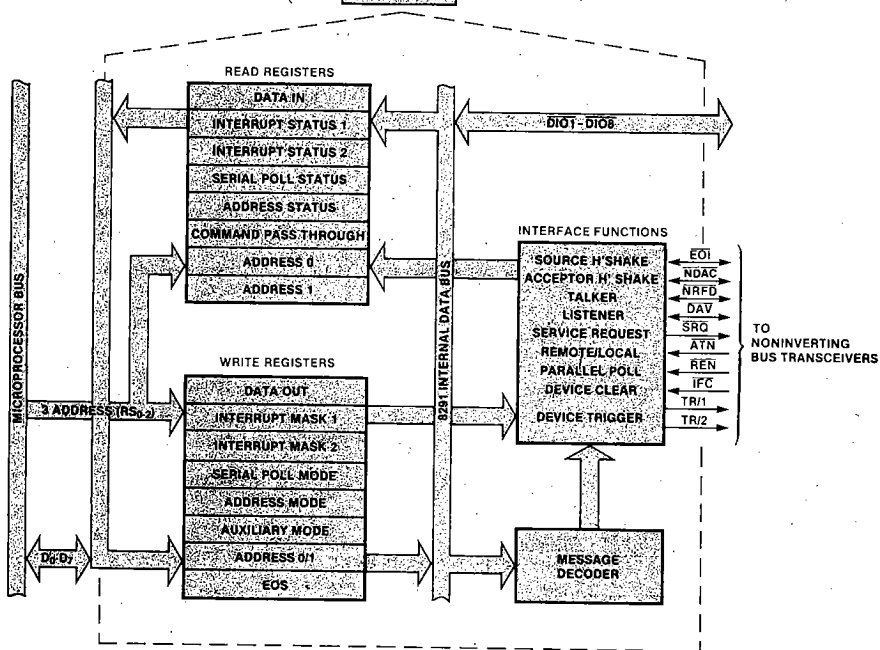 READ REGISTERS
DATA IN
INTERRUPT STATUS 1
INTERRUPT STATUS 2
SERIAL POLL STATUS
ADDRESS STATUS
COMMAND PASS THROUGH
ADDRESS 0
ADDRESS 1
MICROPROCESSOR BUS
3 ADDRESS (RS0-2)
D0-D7
WRITE REGISTERS
DATA OUT
INTERRUPT MASK 1
INTERRUPT MASK 2
SERIAL POLL MODE
ADDRESS MODE
AUXILIARY MODE
ADDRESS 0/1
EOS
8291 INTERNAL DATA BUS
DIO1-DIO8
INTERFACE FUNCTIONS
SOURCE H'SHAKE
ACCEPTOR H'SHAKE
TALKER
LISTENER
SERVICE REQUEST
REMOTE/LOCAL
PARALLEL POLL
DEVICE CLEAR
DEVICE TRIGGER
EOI
NDAC
NRFD
DAV
SRQ
ATN
REN
IFC
TR/1
TR/2
TO
NONINVERTING
BUS TRANSCEIVERS
MESSAGE
DECODER